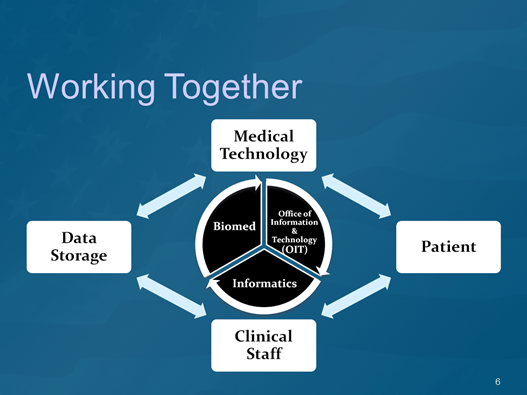 Working Together
Medical
Technology
Biomed
Office of
Information
&
Technology
(OIT)
Data
Storage
Patient
Informatics
Clinical
Staff
6